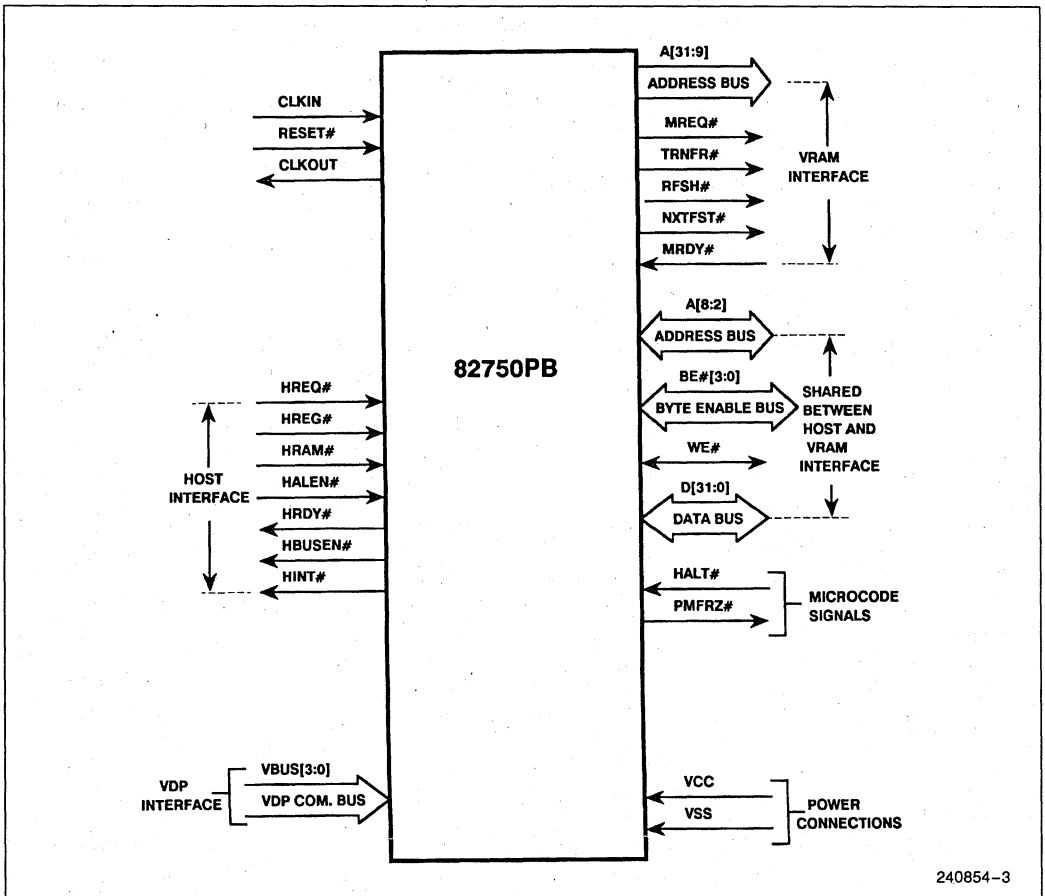 A[31:9]
ADDRESS BUS
CLKIN
RESET#
CLKOUT
MREQ#
TRNFR#
RFSH#
NXTFST#
MRDY#
VRAM
INTERFACE
A[8:2]
ADDRESS BUS
82750PB
HREQ#
HREG#
HRAM#
HALEN#
HRDY#
HBUSEN#
HINT#
HOST
INTERFACE
BE#[3:0]
BYTE ENABLE BUS
WE#
D[31:0]
DATA BUS
SHARED
BETWEEN
HOST AND
VRAM
INTERFACE
HALT#
PMFRZ#
MICROCODE
SIGNALS
VDP
INTERFACE
VBUS[3:0]
VDP COM. BUS
VCC
VSS
POWER
CONNECTIONS
240854-3